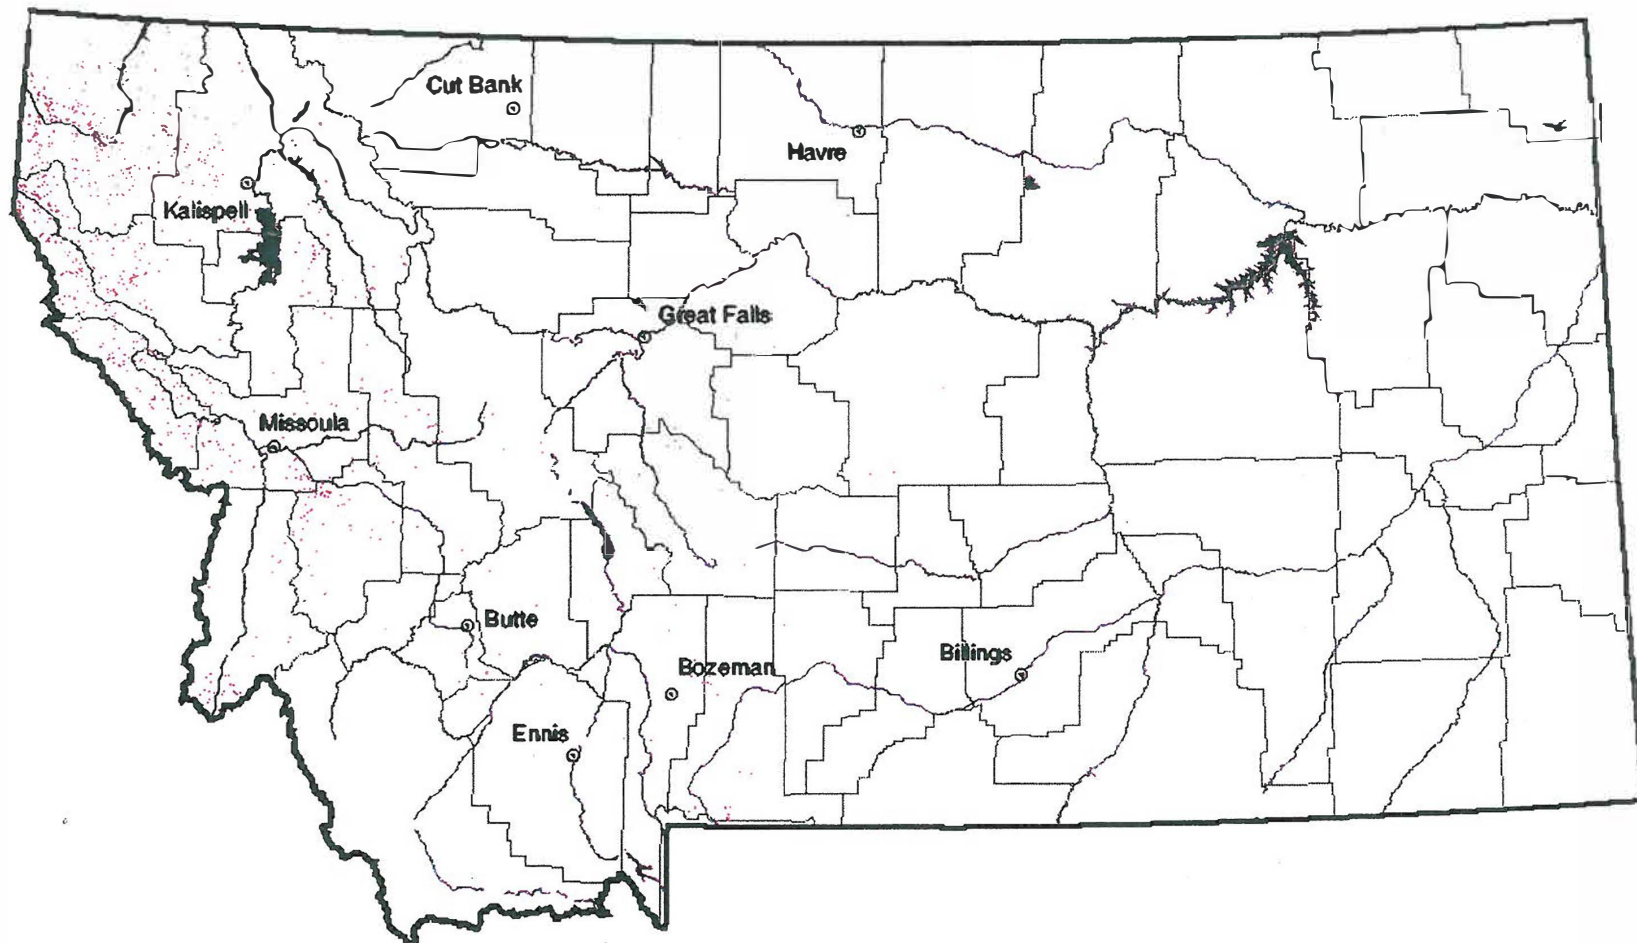 Cut Bank
Havre
Kalispell
Great Falls
Missoula
Butte
Billings
Bozeman
Ennis